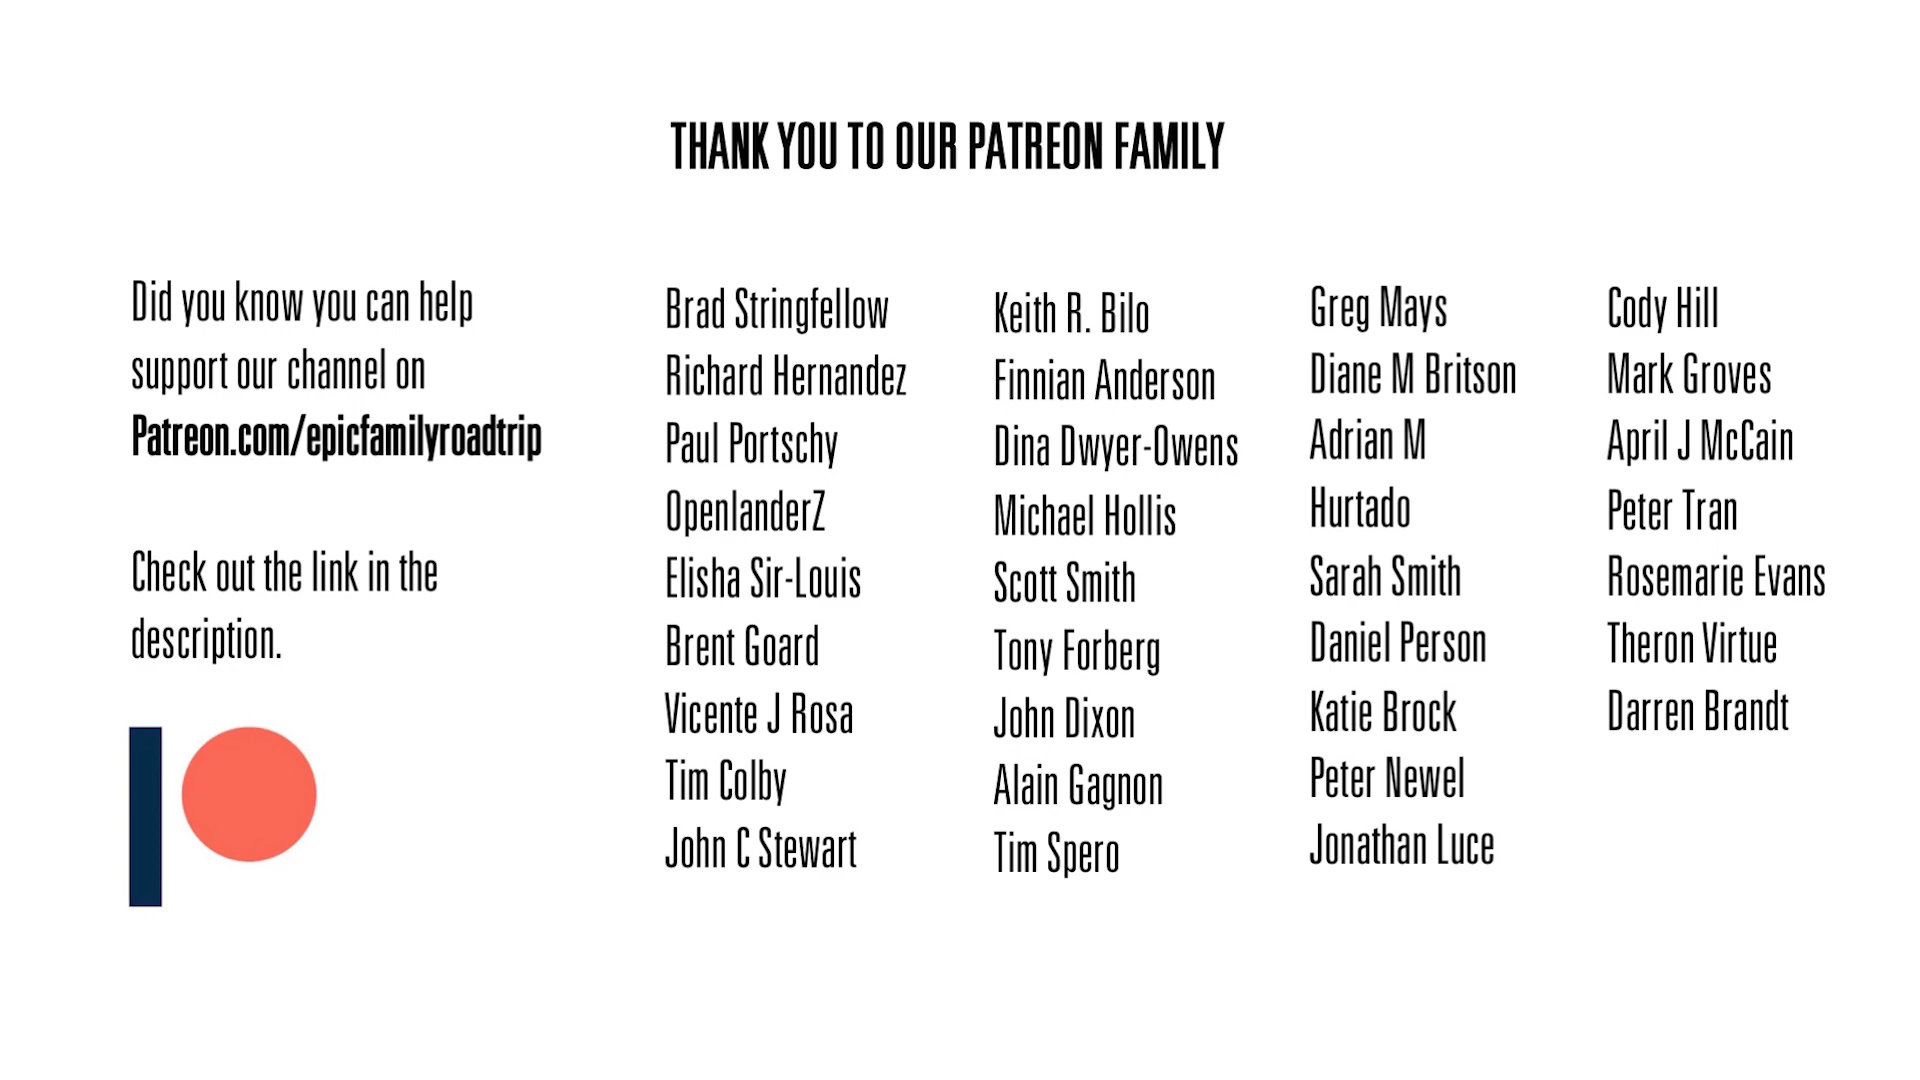 THANK YOU TO OUR PATREON FAMILY
Did you know you can help
support our channel on
Patreon.com/epicfamilyroadtrip
Check out the link in the
description.
Brad Stringfellow
Richard Hernandez
Paul Portschy
OpenlanderZ
Elisha Sir-Louis
Brent Goard
Vicente J Rosa
Tim Colby
John C Stewart
Keith R. Bilo
Finnian Anderson
Dina Dwyer-Owens
Michael Hollis
Scott Smith
Tony Forberg
John Dixon
Alain Gagnon
Tim Spero
Greg Mays
Diane M Britson
Adrian M
Hurtado
Sarah Smith
Daniel Person
Katie Brock
Peter Newel
Jonathan Luce
Cody Hill
Mark Groves
April J McCain
Peter Tran
Rosemarie Evans
Theron Virtue
Darren Brandt